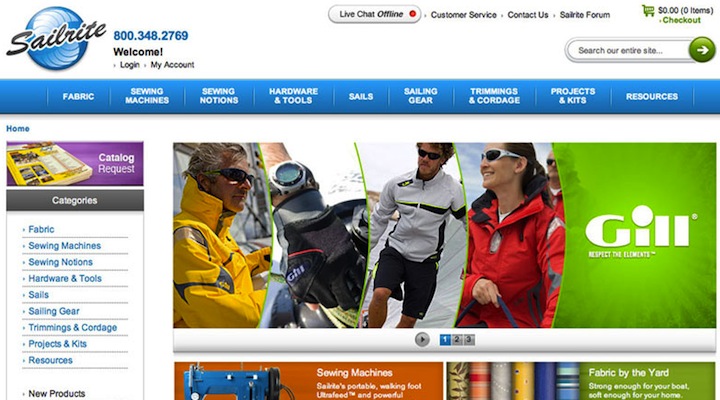 Sailrite
800.348.2769
Welcome!
› Login › My Account
Live Chat Offline
› Customer Service › Contact Us › Sailrite Forum
$0.00 (0 Items)
› Checkout
Search our entire site...
FABRIC
SEWING
MACHINES
SEWING
NOTIONS
HARDWARE
& TOOLS
SAILS
SAILING
GEAR
TRIMMINGS
& CORDAGE
PROJECTS
& KITS
RESOURCES
Home
Catalog
Request
Categories
› Fabric
› Sewing Machines
› Sewing Notions
› Hardware & Tools
› Sails
› Sailing Gear
› Trimmings & Cordage
› Projects & Kits
› Resources
› New Products
Gill®
RESPECT THE ELEMENTS™
1 2 3
Sewing Machines
Sailrite's portable, walking foot
Ultrafeed™ and powerful
Fabric by the Yard
Strong enough for your boat,
soft enough for your home.